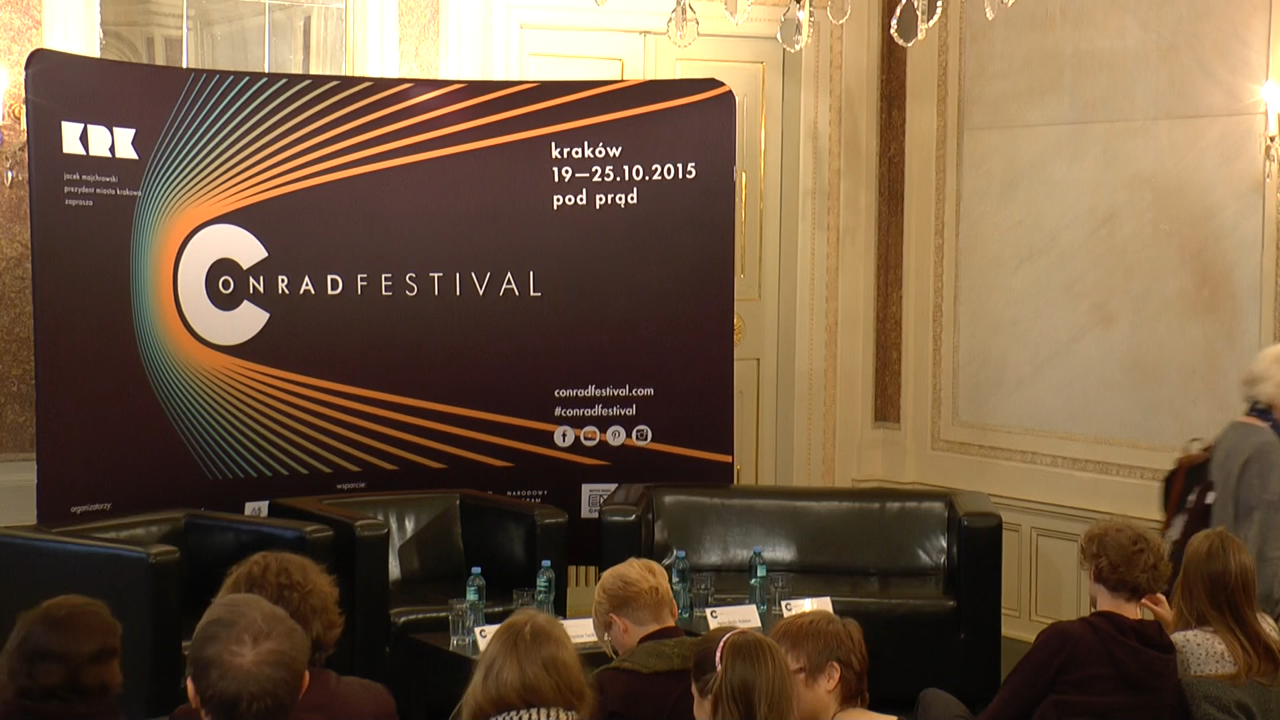 KRK
jacek majchrowski
prezydent miasta krakowa
zaprasza
kraków
19—25.10.2015
pod prąd
CONRADFESTIVAL
conradfestival.com
#conradfestival
wsparcie:
NARODOWY
organizatorzy: